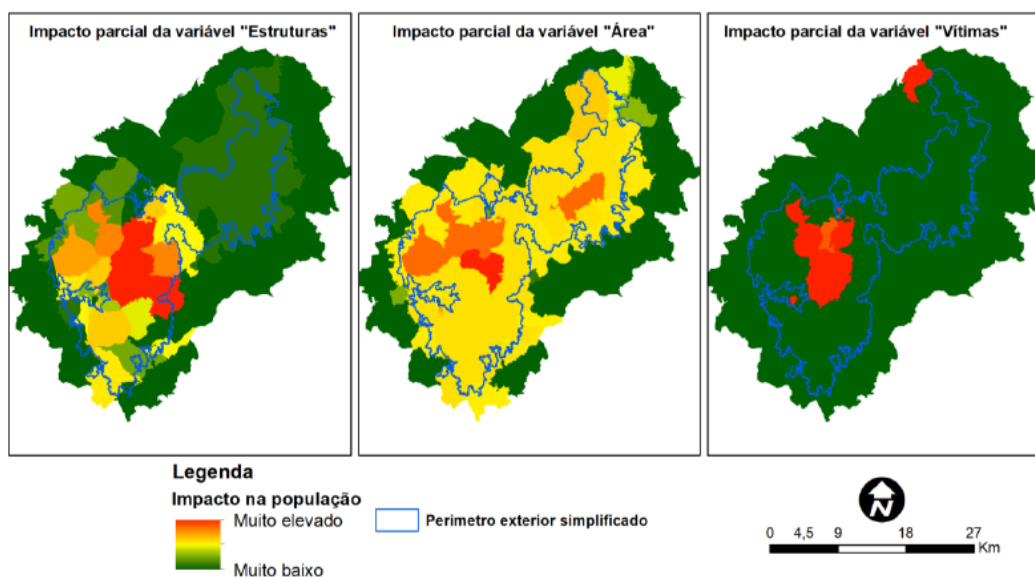 Impacto parcial da variável "Estruturas"
Impacto parcial da variável "Área"
Impacto parcial da variável "Vítimas"
Legenda
Impacto na população
Muito elevado
Muito baixo
Perimetro exterior simplificado
N
0 4,5 9 18 27
Km